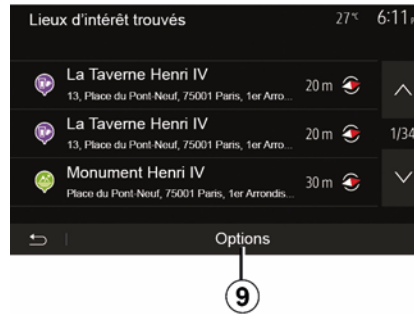 Lieux d'intérêt trouvés 27°C 6:11
La Taverne Henri IV
13, Place du Pont-Neuf, 75001 Paris, 1er Arro... 20 m
La Taverne Henri IV
13, Place du Pont-Neuf, 75001 Paris, 1er Arro... 20 m 1/34
Monument Henri IV
Place du Pont-Neuf, 75001 Paris, 1er Arrondis... 30 m
Options
9